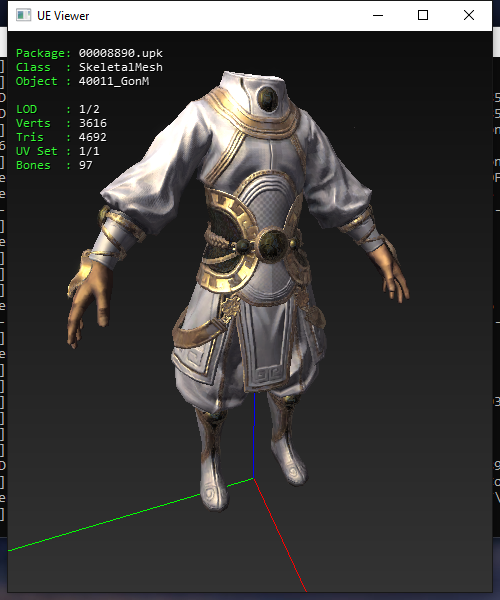 UE Viewer
Package: 00008890.upk
Class : SkeletalMesh
Object : 40011_GonM
LOD : 1/2
Verts : 3616
Tris : 4692
UV Set : 1/1
Bones : 97